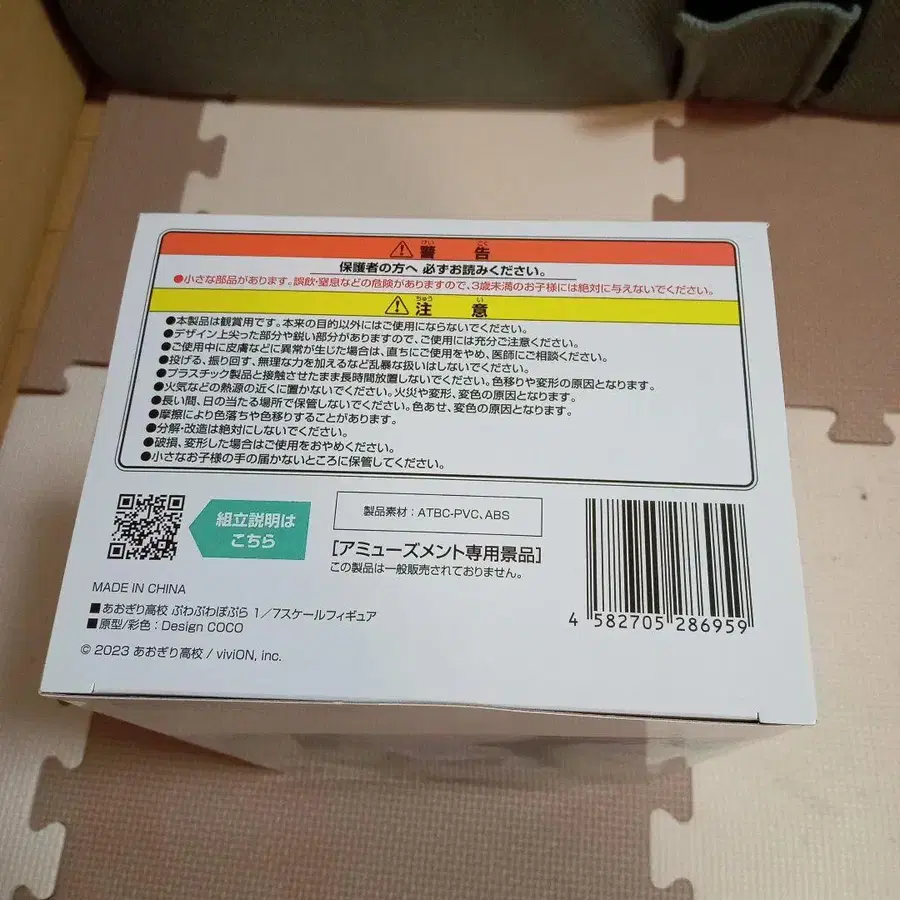 警告
保護者の方へ 必ずお読みください。
●小さな部品があります。誤飲・窒息などの危険がありますので、3歳未満のお子様には絶対に与えないでください。
注意
●本製品は観賞用です。本来の目的以外にはご使用にならないでください。
●デザイン上尖った部分や鋭い部分がありますので、ご使用には充分ご注意ください。
●ご使用中に皮膚などに異常が生じた場合は、直ちにご使用をやめ、医師にご相談ください。
●投げる、振り回す、無理な力を加えるなど乱暴な扱いはしないでください。
●プラスチック製品と接触させたまま長時間放置しないでください。色移りや変形の原因となります。
●火気などの熱源の近くに置かないでください。火災や変形、変色の原因となります。
●長い間、日の当たる場所で保管しないでください。色あせ、変色の原因となります。
●摩擦により色落ちや色移りすることがあります。
●分解・改造は絶対にしないでください。
●破損、変形した場合はご使用をおやめください。
●小さなお子様の手の届かないところに保管してください。
組立説明は
こちら
製品素材：ATBC-PVC、ABS
[アミューズメント専用景品]
この製品は一般販売されておりません。
MADE IN CHINA
■あおぎり高校 ぷわぷわぽぷら 1／7スケールフィギュア
■原型/彩色：Design COCO
© 2023 あおぎり高校 / viviON, inc.
4 582705 286959